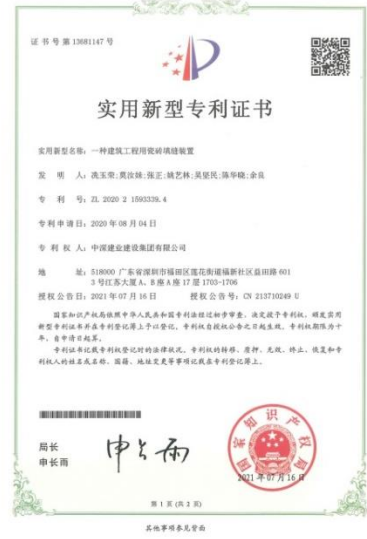 证书号第13681147号
实用新型专利证书
实用新型名称：一种建筑工程用瓷砖填缝装置
发 明 人：冼玉荣;莫汝妹;张正;姚艺林;吴坚民;陈华晓;余良
专 利 号：ZL 2020 2 1593339.4
专利申请日：2020年08月04日
专 利 权 人：中深建业建设集团有限公司
地 址：518000 广东省深圳市福田区莲花街道福新社区益田路601
3号江苏大厦A、B座A座17层1703-1706
授权公告日：2021年07月16日 授权公告号：CN 213710249 U
国家知识产权局依照中华人民共和国专利法经过初步审查，决定授予专利权，颁发实用
新型专利证书并在专利登记簿上予以登记。专利权自授权公告之日起生效。专利权期限为十
年，自申请日起算。
专利证书记载专利权登记时的法律状况。专利权的转移、质押、无效、终止、恢复和专
利权人的姓名或名称、国籍、地址变更等事项记载在专利登记簿上。
局长
申长雨
申长雨
国家知识产权局
2021年07月16日
第 1 页 (共 2 页)
其他事项参见背面